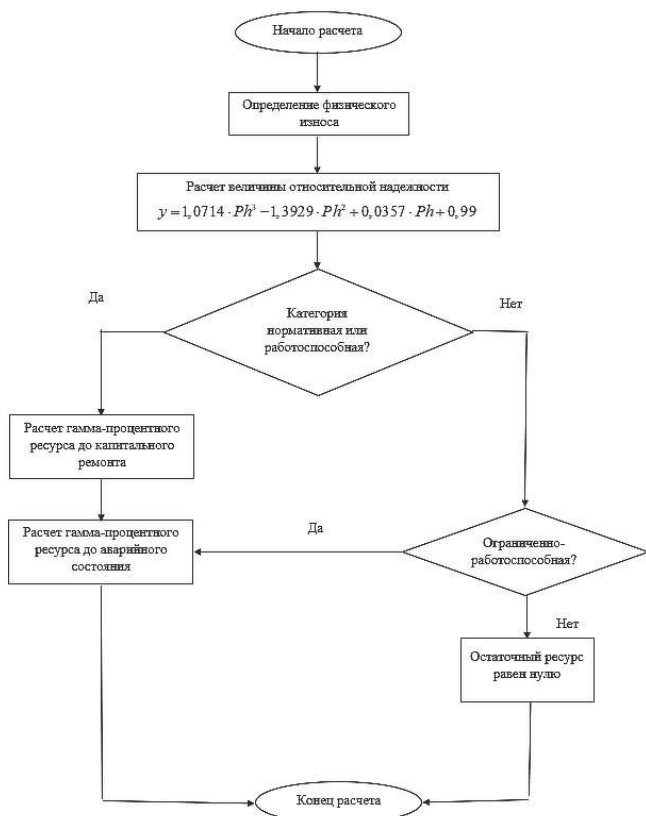 Начало расчета
Определение физического
износа
Расчет величины относительной надежности
y=1,0714·Ph³−1,3929·Ph²+0,0357·Ph+0,99
Да
Нет
Категория
нормативная или
работоспособная?
Расчет гамма-процентного
ресурса до капитального
ремонта
Расчет гамма-процентного
ресурса до аварийного
состояния
Да
Ограниченно-
работоспособная?
Нет
Остаточный ресурс
равен нулю
Конец расчета